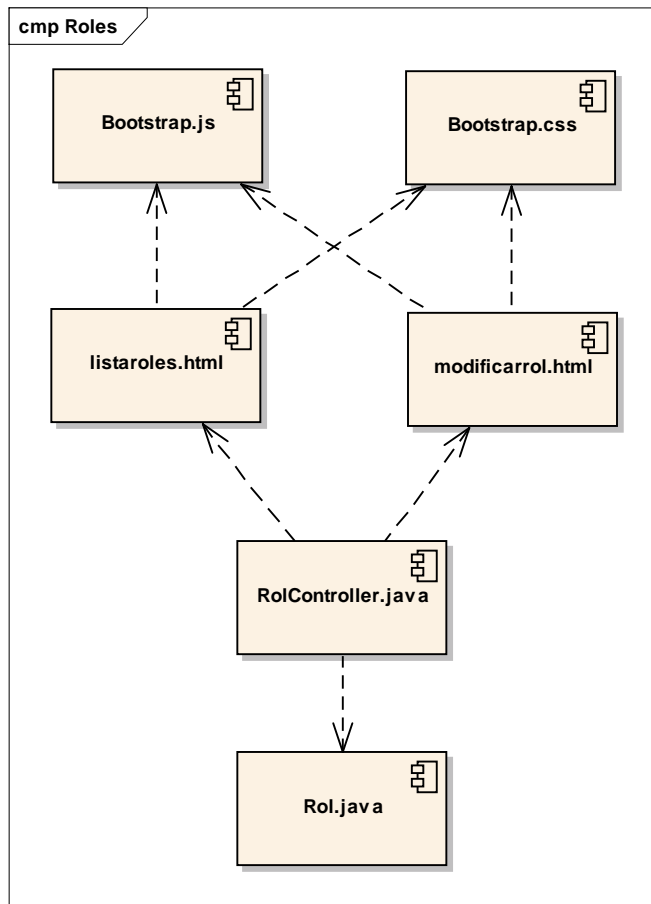 cmp Roles
Bootstrap.js
Bootstrap.css
listaroles.html
modificarrol.html
RolController.java
Rol.java